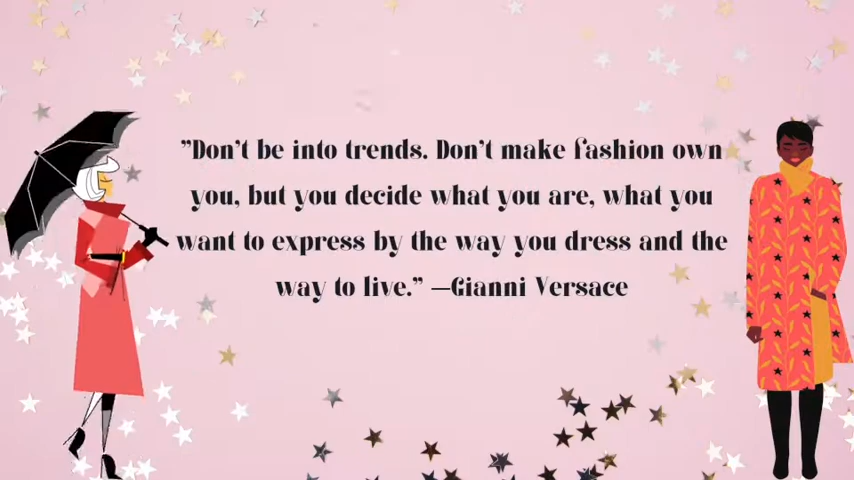 ”Don’t be into trends. Don’t make fashion own
you, but you decide what you are, what you
want to express by the way you dress and the
way to live.” —Gianni Versace